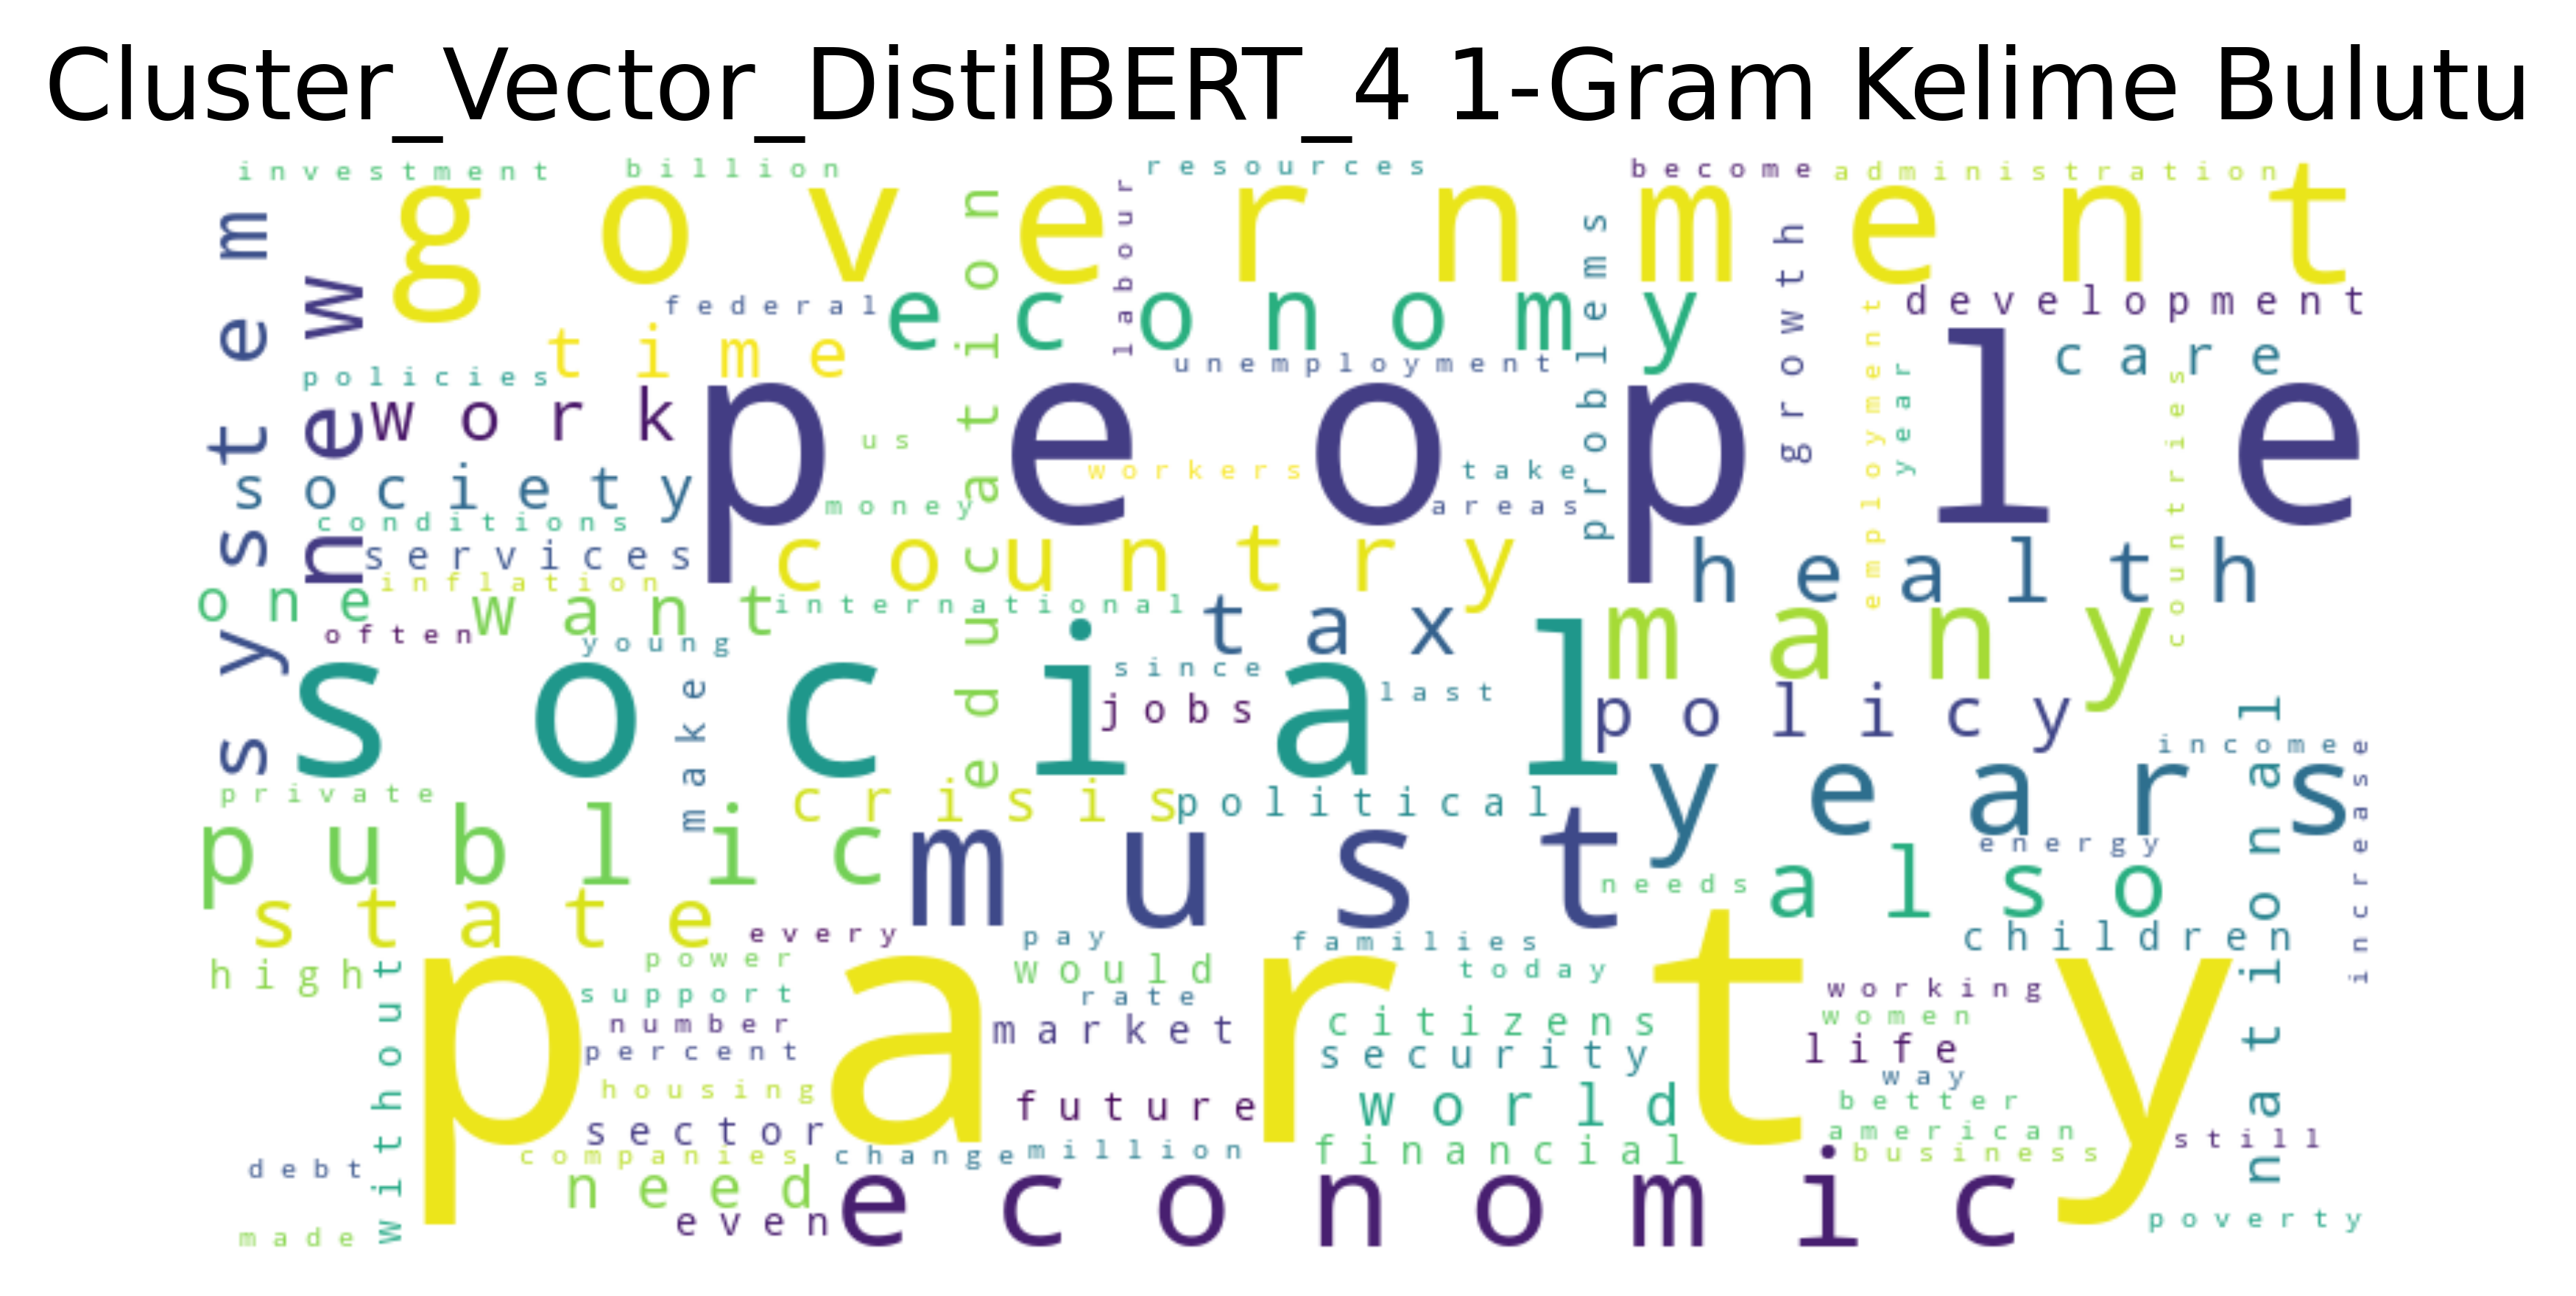 Cluster_Vector_DistilBERT_4 1-Gram Kelime Bulutu
investment
billion
resources
become
administration
government
system
new
education
labour
problems
growth
federal
economy
development
time
employment
year
unemployment
care
policies
work
people
countries
us
workers
take
society
money
areas
conditions
services
country
health
inflation
one
want
international
tax
many
often
young
since
social
make
jobs
last
policy
national
income
increase
private
crisis
political
years
public
must
energy
needs
also
state
every
pay
families
children
high
without
power
would
today
party
support
rate
working
number
market
citizens
women
percent
security
life
way
housing
future
world
better
sector
american
financial
still
companies
change
million
business
debt
need
economic
even
poverty
made